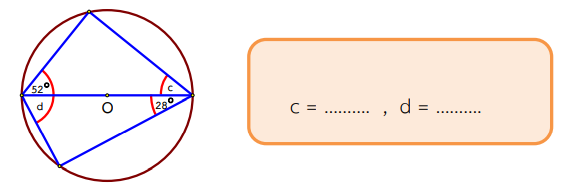 52° c
d O 28°
c = .......... , d = ..........